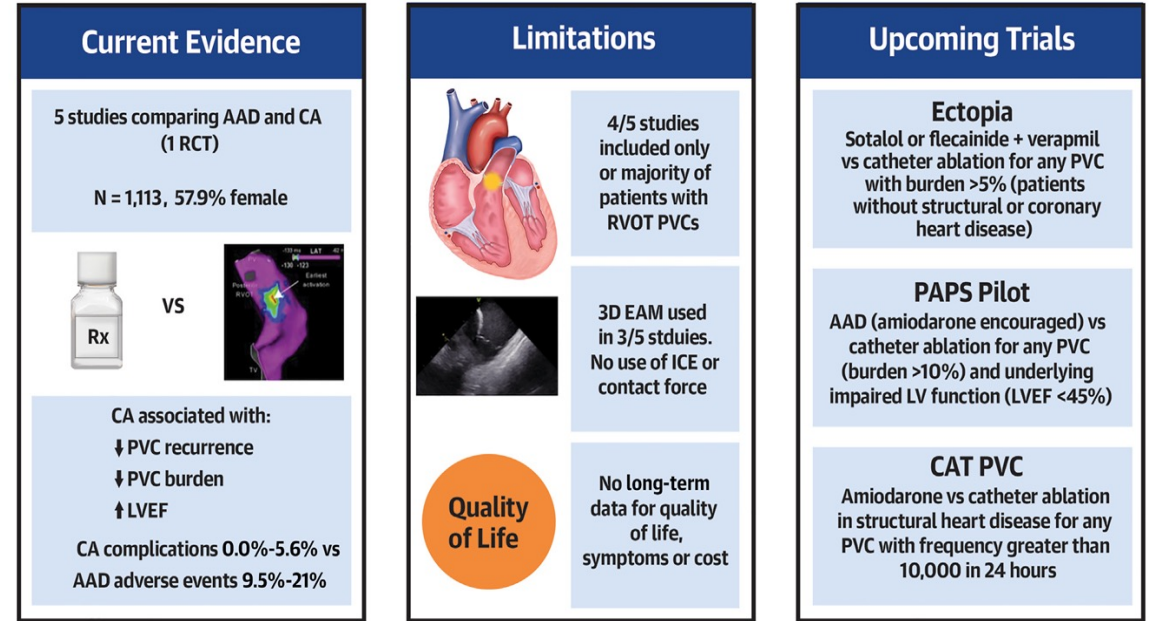 Current Evidence
5 studies comparing AAD and CA
(1 RCT)
N = 1,113, 57.9% female
Rx
VS
-139 ms LAT
-138 -123
Earliest
activation
RVOT
TV
CA associated with:
↓ PVC recurrence
↓ PVC burden
↑ LVEF
CA complications 0.0%-5.6% vs
AAD adverse events 9.5%-21%
Limitations
4/5 studies
included only
or majority of
patients with
RVOT PVCs
3D EAM used
in 3/5 stduies.
No use of ICE or
contact force
Quality
of Life
No long-term
data for quality
of life,
symptoms or cost
Upcoming Trials
Ectopia
Sotalol or flecainide + verapmil
vs catheter ablation for any PVC
with burden >5% (patients
without structural or coronary
heart disease)
PAPS Pilot
AAD (amiodarone encouraged) vs
catheter ablation for any PVC
(burden >10%) and underlying
impaired LV function (LVEF <45%)
CAT PVC
Amiodarone vs catheter ablation
in structural heart disease for any
PVC with frequency greater than
10,000 in 24 hours